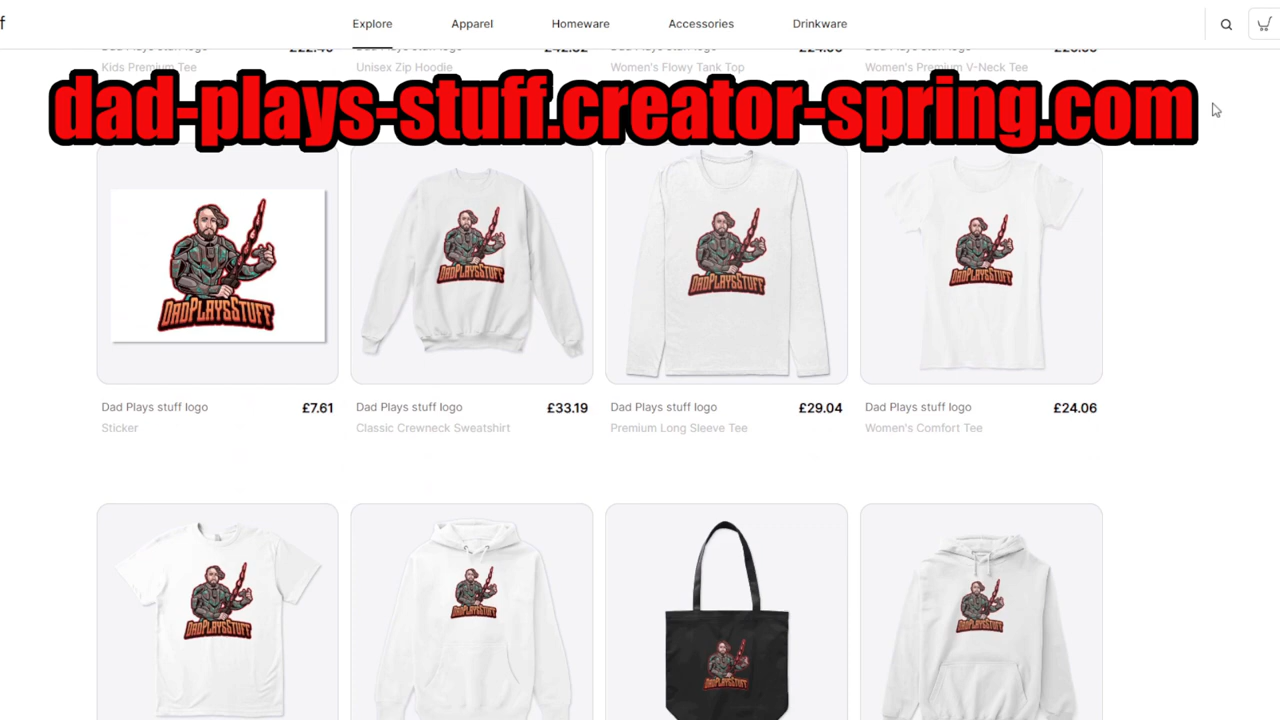 f
Explore
Apparel
Homeware
Accessories
Drinkware
Kids Premium Tee
Unisex Zip Hoodie
Women's Flowy Tank Top
Women's Premium V-Neck Tee
dad-plays-stuff.creator-spring.com
DADPLAYSSTUFF
DADPLAYSSTUFF
DADPLAYSSTUFF
DADPLAYSSTUFF
Dad Plays stuff logo £7.61
Sticker
Dad Plays stuff logo £33.19
Classic Crewneck Sweatshirt
Dad Plays stuff logo £29.04
Premium Long Sleeve Tee
Dad Plays stuff logo £24.06
Women's Comfort Tee
DADPLAYSSTUFF
DADPLAYSSTUFF
DADPLAYSSTUFF
DADPLAYSSTUFF